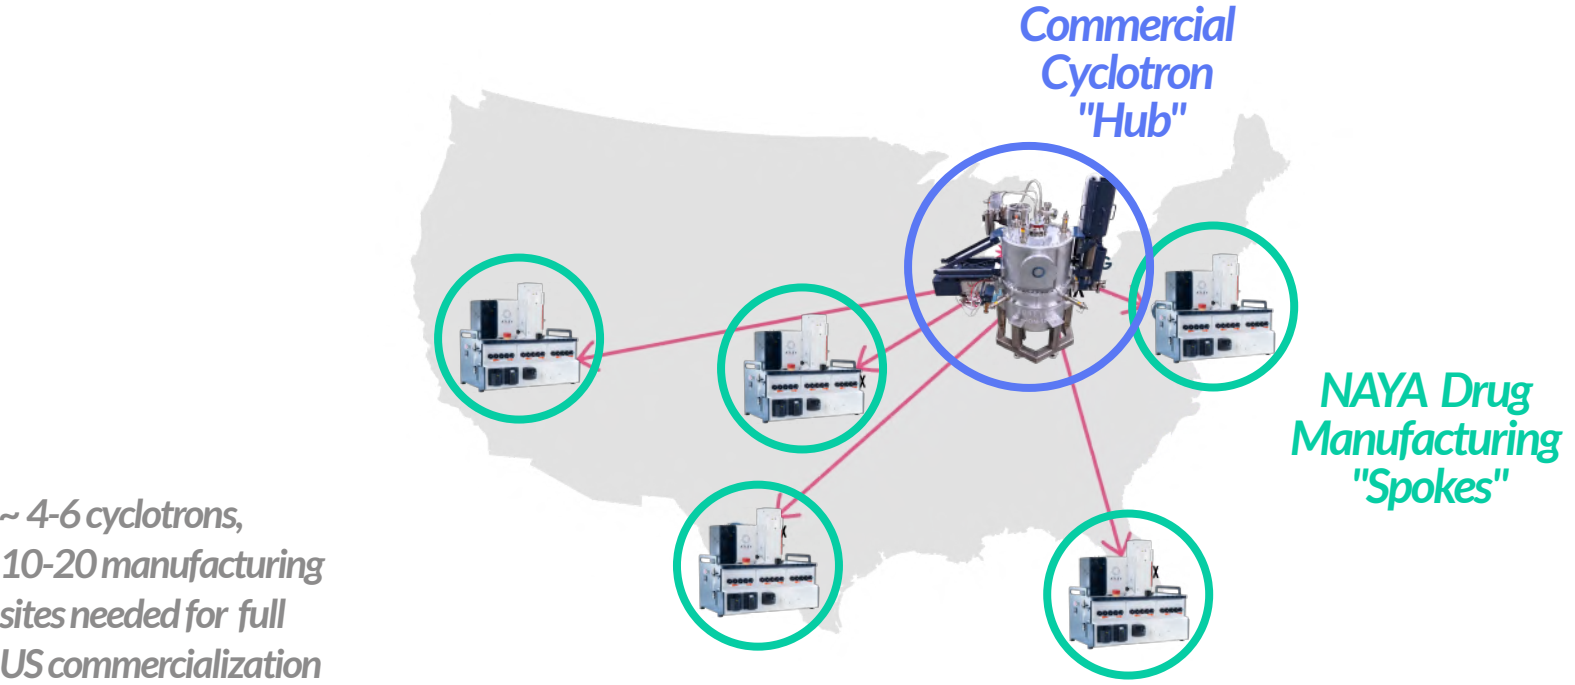 Commercial
Cyclotron
"Hub"
NAYA Drug
Manufacturing
"Spokes"
~ 4-6 cyclotrons,
10-20 manufacturing
sites needed for full
US commercialization